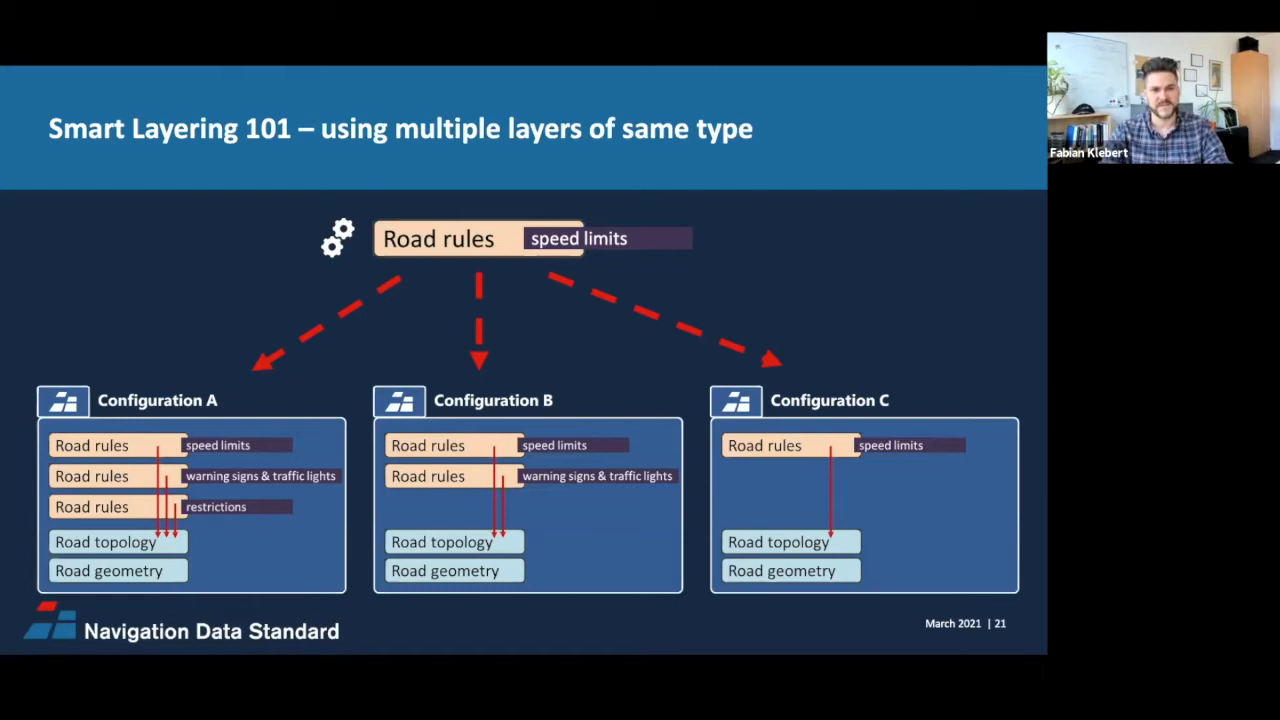 Smart Layering 101 – using multiple layers of same type
Fabian Klebert
Road rules speed limits
Configuration A
Road rules speed limits
Road rules warning signs & traffic lights
Road rules restrictions
Road topology
Road geometry
Configuration B
Road rules speed limits
Road rules warning signs & traffic lights
Road topology
Road geometry
Configuration C
Road rules speed limits
Road topology
Road geometry
Navigation Data Standard
March 2021 | 21